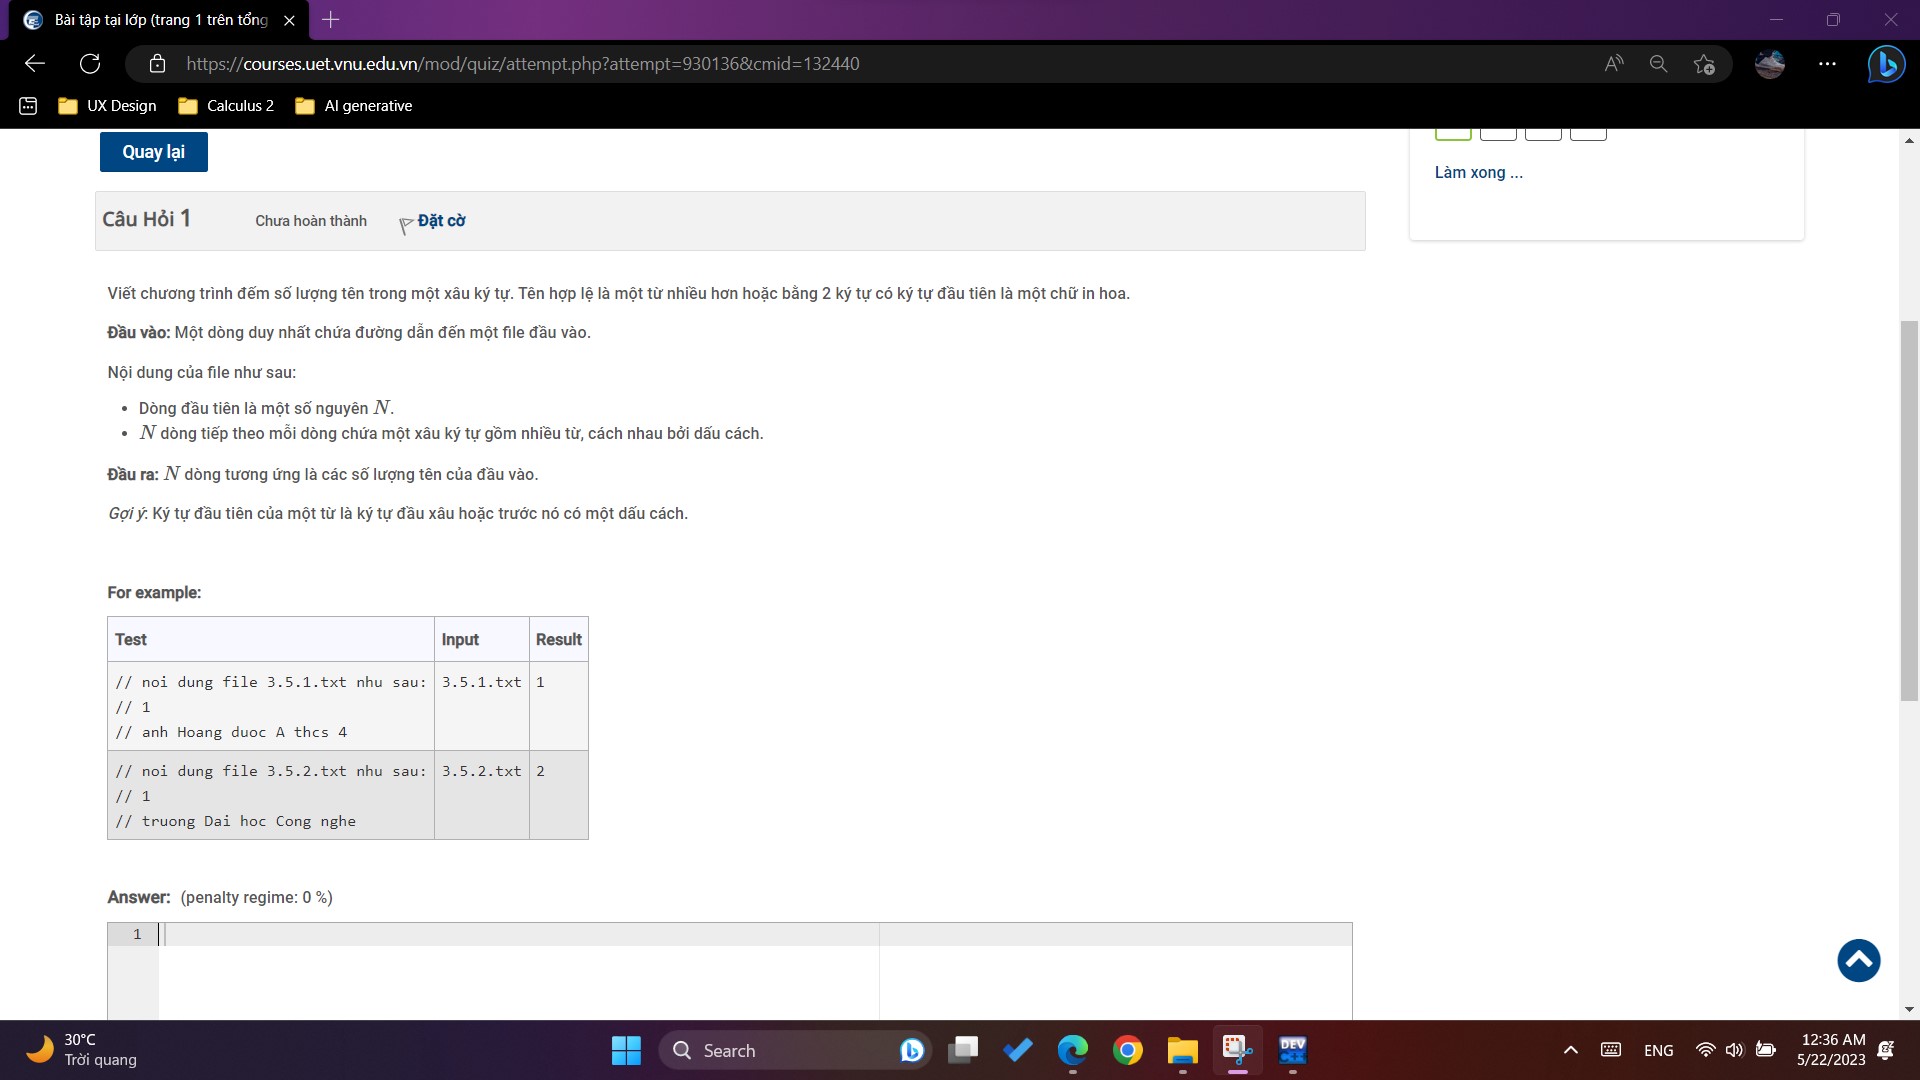 Bài tập tại lớp (trang 1 trên tổng
https://courses.uet.vnu.edu.vn/mod/quiz/attempt.php?attempt=930136&cmid=132440
UX Design
Calculus 2
AI generative
Quay lại
Làm xong ...
Câu Hỏi 1
Chưa hoàn thành
Đặt cờ
Viết chương trình đếm số lượng tên trong một xâu ký tự. Tên hợp lệ là một từ nhiều hơn hoặc bằng 2 ký tự có ký tự đầu tiên là một chữ in hoa.
Đầu vào: Một dòng duy nhất chứa đường dẫn đến một file đầu vào.
Nội dung của file như sau:
• Dòng đầu tiên là một số nguyên N.
• N dòng tiếp theo mỗi dòng chứa một xâu ký tự gồm nhiều từ, cách nhau bởi dấu cách.
Đầu ra: N dòng tương ứng là các số lượng tên của đầu vào.
Gợi ý: Ký tự đầu tiên của một từ là ký tự đầu xâu hoặc trước nó có một dấu cách.
For example:
Test Input Result
// noi dung file 3.5.1.txt nhu sau: 3.5.1.txt 1
// 1
// anh Hoang duoc A thcs 4
// noi dung file 3.5.2.txt nhu sau: 3.5.2.txt 2
// 1
// truong Dai hoc Cong nghe
Answer: (penalty regime: 0 %)
1
30°C
Trời quang
Search
DEV
C++
ENG
12:36 AM
5/22/2023